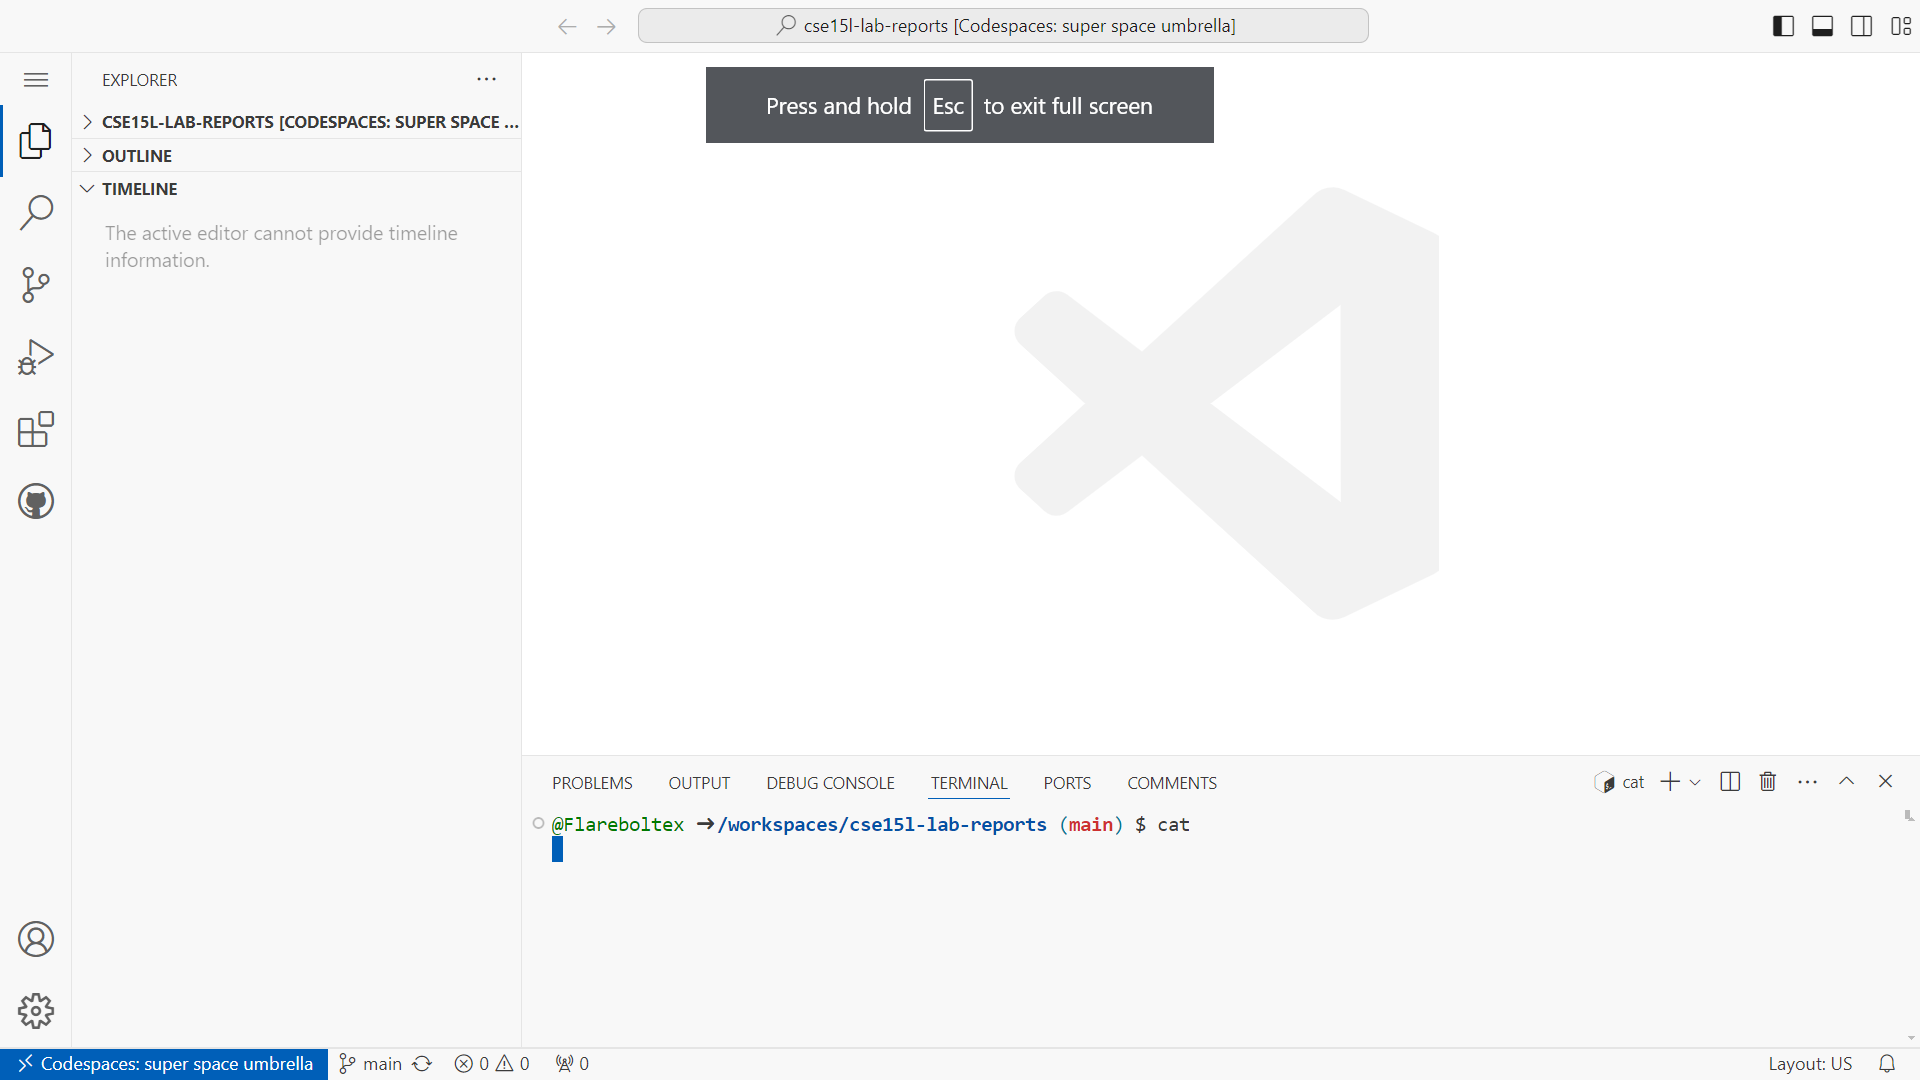 cse15l-lab-reports [Codespaces: super space umbrella]
EXPLORER
CSE15L-LAB-REPORTS [CODESPACES: SUPER SPACE ...
OUTLINE
TIMELINE
The active editor cannot provide timeline
information.
Press and hold Esc to exit full screen
PROBLEMS OUTPUT DEBUG CONSOLE TERMINAL PORTS COMMENTS
cat
@Flareboltex ➜/workspaces/cse15l-lab-reports (main) $ cat
Codespaces: super space umbrella main 0 0 0 Layout: US